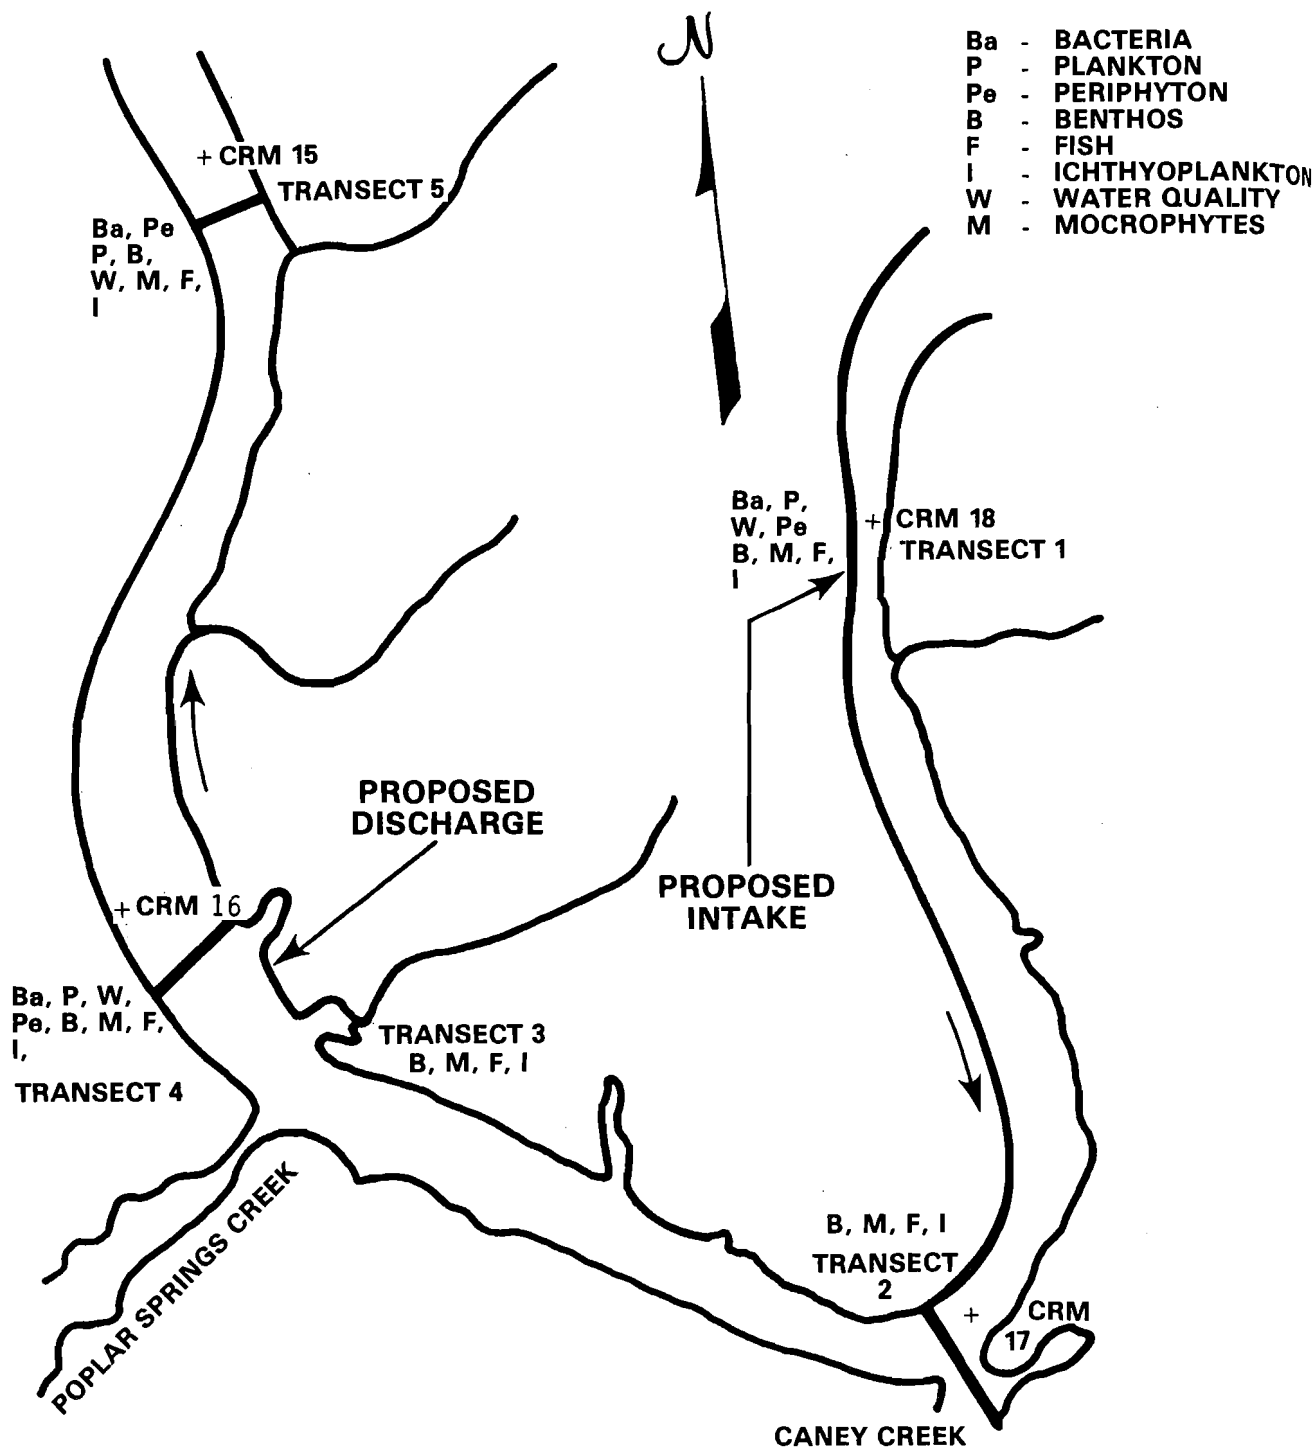 N
Ba - BACTERIA
P - PLANKTON
Pe - PERIPHYTON
B - BENTHOS
F - FISH
I - ICHTHYOPLANKTON
W - WATER QUALITY
M - MOCROPHYTES
+ CRM 15
TRANSECT 5
Ba, Pe
P, B,
W, M, F,
I
Ba, P,
W, Pe
B, M, F,
I
+ CRM 18
TRANSECT 1
PROPOSED
DISCHARGE
PROPOSED
INTAKE
+ CRM 16
Ba, P, W,
Pe, B, M, F,
I,
TRANSECT 4
TRANSECT 3
B, M, F, I
B, M, F, I
TRANSECT
2
+ CRM
17
POPLAR SPRINGS CREEK
CANEY CREEK